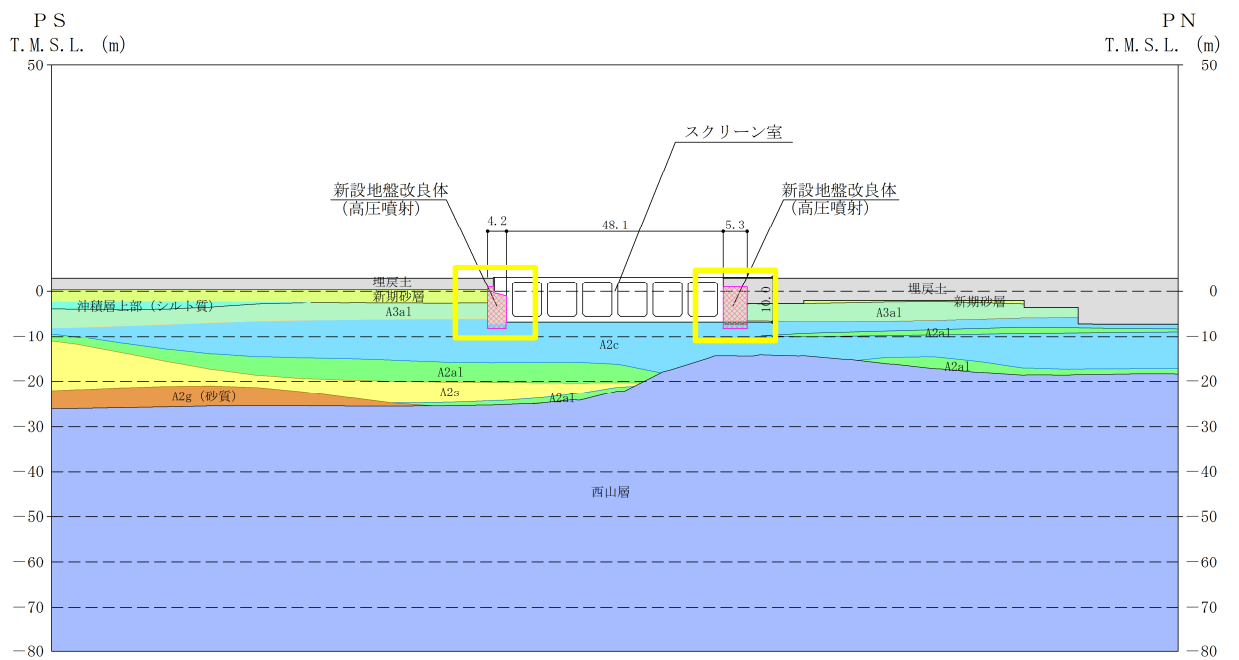 PS
PN
T.M.S.L. (m)
T.M.S.L. (m)
50
50
スクリーン室
新設地盤改良体
(高圧噴射)
新設地盤改良体
(高圧噴射)
4.2
48.1
5.3
埋戻土
埋戻土
0
0
新期砂層
新期砂層
沖積層上部(シルト質)
A3al
A3al
10.0
−10
−10
A2c
A2al
A2al
A2al
−20
−20
A2s
A2g(砂質)
A2al
−30
−30
−40
−40
西山層
−50
−50
−60
−60
−70
−70
−80
−80